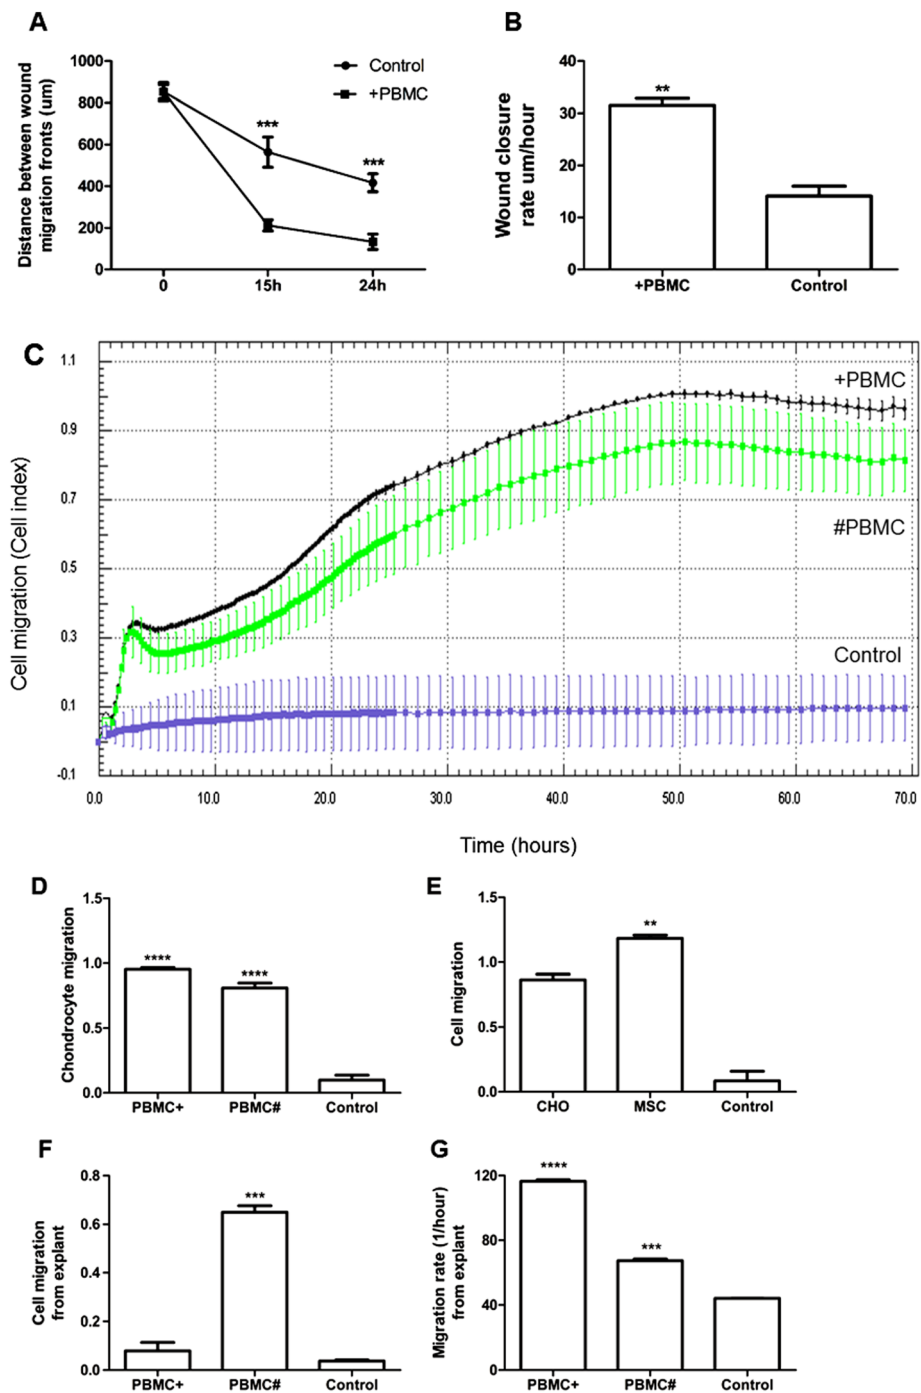 A
Distance between wound
migration fronts (um)
1000
800
600
400
200
0
Control
+PBMC
***
***
0 15h 24h
B
Wound closure
rate um/hour
40
30
20
10
0
**
+PBMC Control
C
Cell migration (Cell index)
1.1
0.9
0.7
0.5
0.3
0.1
-0.1
+PBMC
#PBMC
Control
0.0 10.0 20.0 30.0 40.0 50.0 60.0 70.0
Time (hours)
D
Chondrocyte migration
1.5
1.0
0.5
0.0
**** ****
PBMC+ PBMC# Control
E
Cell migration
1.5
1.0
0.5
0.0
**
CHO MSC Control
F
Cell migration
from explant
0.8
0.6
0.4
0.2
0.0
***
PBMC+ PBMC# Control
G
Migration rate (1/hour)
from explant
120
80
40
0
****
***
PBMC+ PBMC# Control